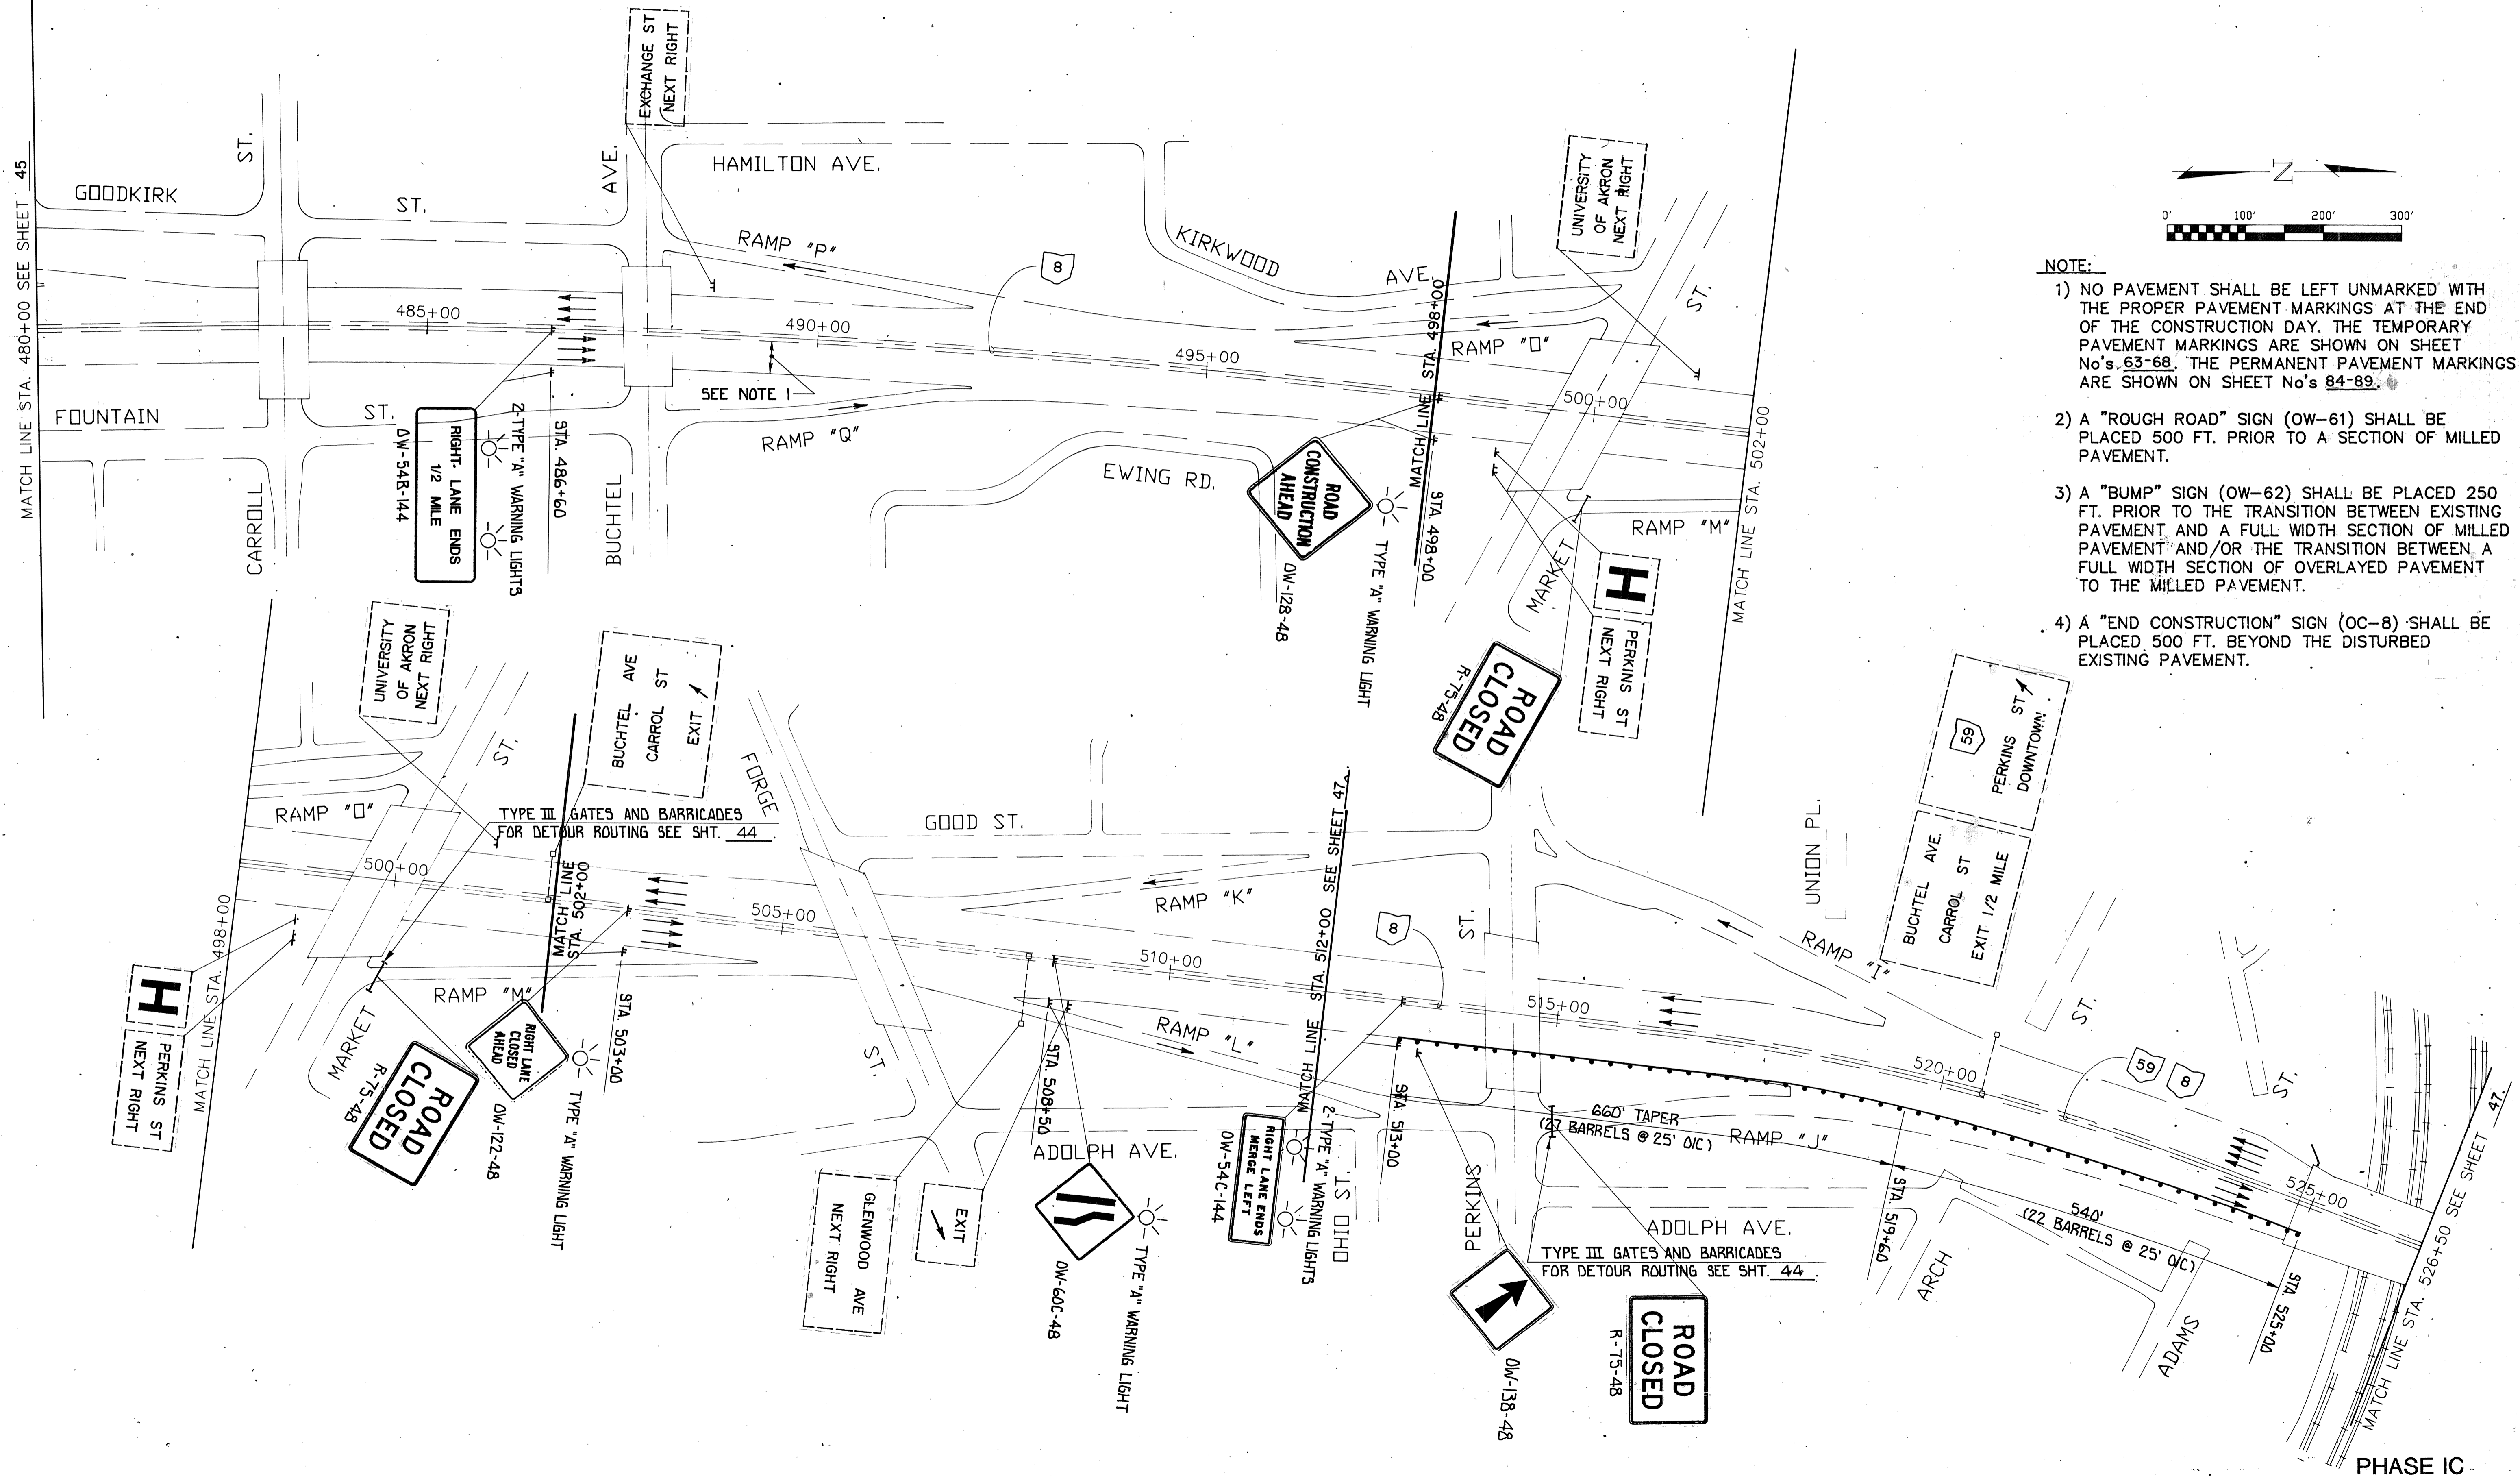 MATCH LINE STA. 480+00 SEE SHEET 45
GOODKIRK
ST.
ST.
AVE.
EXCHANGE ST
NEXT RIGHT
HAMILTON AVE.
RAMP "P"
8
KIRKWOOD
AVE.
UNIVERSITY
OF AKRON
NEXT RIGHT
ST.
485+00
490+00
495+00
500+00
RAMP "O"
MATCH LINE STA. 498+00
FOUNTAIN
ST.
SEE NOTE 1
RAMP "Q"
EWING RD.
CARROLL
BUCHTEL
RIGHT LANE ENDS
1/2 MILE
OW-54B-144
2-TYPE "A" WARNING LIGHTS
STA. 486+60
ROAD
CONSTRUCTION
AHEAD
OW-128-48
TYPE "A" WARNING LIGHT
STA. 498+00
MARKET
RAMP "M"
H
PERKINS ST
NEXT RIGHT
ROAD
CLOSED
R-75-48
MATCH LINE STA. 502+00
N
0' 100' 200' 300'
NOTE:
1) NO PAVEMENT SHALL BE LEFT UNMARKED WITH
THE PROPER PAVEMENT MARKINGS AT THE END
OF THE CONSTRUCTION DAY. THE TEMPORARY
PAVEMENT MARKINGS ARE SHOWN ON SHEET
No's. 63-68. THE PERMANENT PAVEMENT MARKINGS
ARE SHOWN ON SHEET No's 84-89.
2) A "ROUGH ROAD" SIGN (OW-61) SHALL BE
PLACED 500 FT. PRIOR TO A SECTION OF MILLED
PAVEMENT.
3) A "BUMP" SIGN (OW-62) SHALL BE PLACED 250
FT. PRIOR TO THE TRANSITION BETWEEN EXISTING
PAVEMENT AND A FULL WIDTH SECTION OF MILLED
PAVEMENT AND/OR THE TRANSITION BETWEEN A
FULL WIDTH SECTION OF OVERLAYED PAVEMENT
TO THE MILLED PAVEMENT.
4) A "END CONSTRUCTION" SIGN (OC-8) SHALL BE
PLACED 500 FT. BEYOND THE DISTURBED
EXISTING PAVEMENT.
UNIVERSITY
OF AKRON
NEXT RIGHT
ST.
BUCHTEL AVE
CARROL ST
EXIT
FORGE
RAMP "O"
TYPE III GATES AND BARRICADES
FOR DETOUR ROUTING SEE SHT. 44
GOOD ST.
MATCH LINE STA. 498+00
500+00
MATCH LINE
STA. 502+00
505+00
510+00
515+00
520+00
525+00
RAMP "K"
H
PERKINS ST
NEXT RIGHT
MARKET
RAMP "M"
ROAD
CLOSED
R-75-48
RIGHT LANE
CLOSED
AHEAD
OW-122-48
TYPE "A" WARNING LIGHT
STA. 503+00
ST.
GLENWOOD AVE
NEXT RIGHT
EXIT
STA. 508+50
ADOLPH AVE.
OW-60C-48
TYPE "A" WARNING LIGHT
RAMP "L"
MATCH LINE STA. 512+00 SEE SHEET 47
RIGHT LANE ENDS
MERGE LEFT
OW-54C-144
2-TYPE "A" WARNING LIGHTS
OHIO ST.
8
ST.
STA. 513+00
PERKINS
OW-138-48
660' TAPER
(27 BARRELS @ 25' O/C)
RAMP "J"
ADOLPH AVE.
TYPE III GATES AND BARRICADES
FOR DETOUR ROUTING SEE SHT. 44
ROAD
CLOSED
R-75-48
UNION PL.
RAMP "I"
59
PERKINS ST
DOWNTOWN
BUCHTEL AVE.
CARROL ST
EXIT 1/2 MILE
ST.
59
8
ST.
STA. 519+60
ARCH
540'
(22 BARRELS @ 25' O/C)
ADAMS
STA. 525+00
MATCH LINE STA. 526+50 SEE SHEET 47
PHASE IC